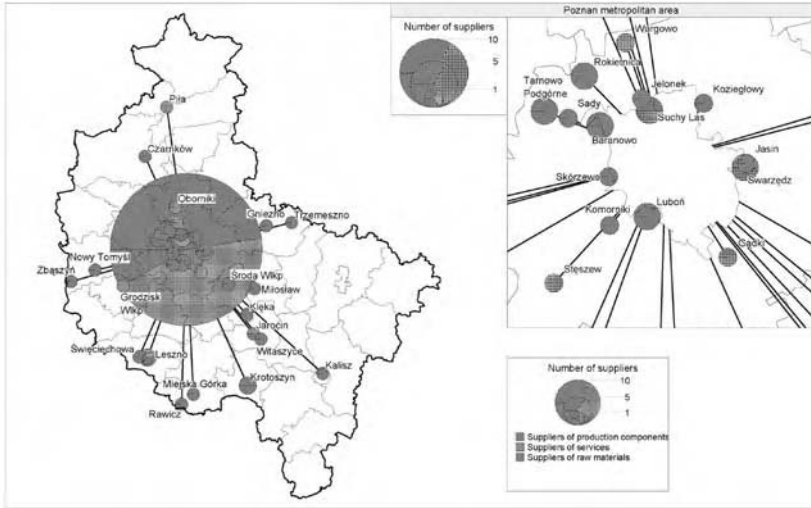 Number of suppliers
10
5
1
Poznan metropolitan area
Wargowo
Rokietnica
Jelonek
Koziegłowy
Tarnowo
Podgórne
Sady
Suchy Las
Baranowo
Jasin
Swarzędz
Skórzewo
Luboń
Komorniki
Gądki
Stęszew
Piła
Czarnków
Oborniki
Gniezno
Trzemeszno
Nowy Tomyśl
Zbąszyń
Środa Wlkp
Miłosław
Grodzisk
Wlkp
Klęka
Jarocin
Witaszyce
Święciechowa
Leszno
Kalisz
Miejska Górka
Krotoszyn
Rawicz
Number of suppliers
10
5
1
Suppliers of production components
Suppliers of services
Suppliers of raw materials